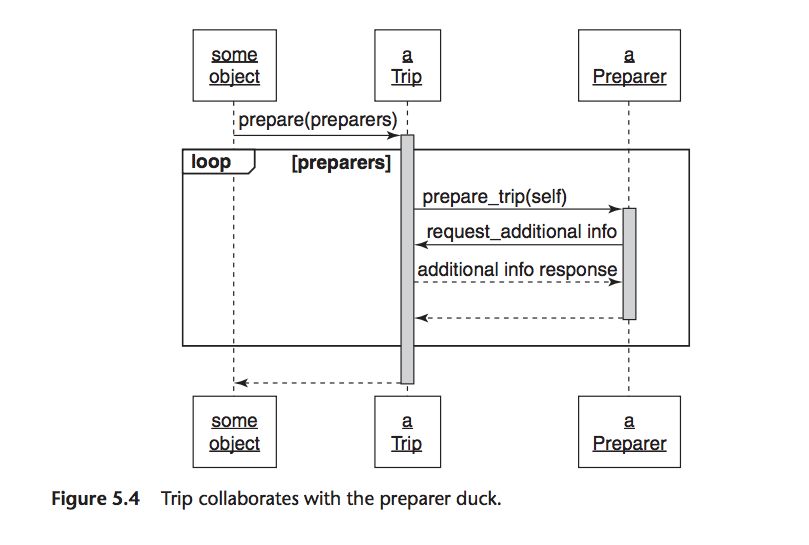 some
object
a
Trip
a
Preparer
prepare(preparers)
loop
[preparers]
prepare_trip(self)
request_additional info
additional info response
some
object
a
Trip
a
Preparer
Figure 5.4 Trip collaborates with the preparer duck.